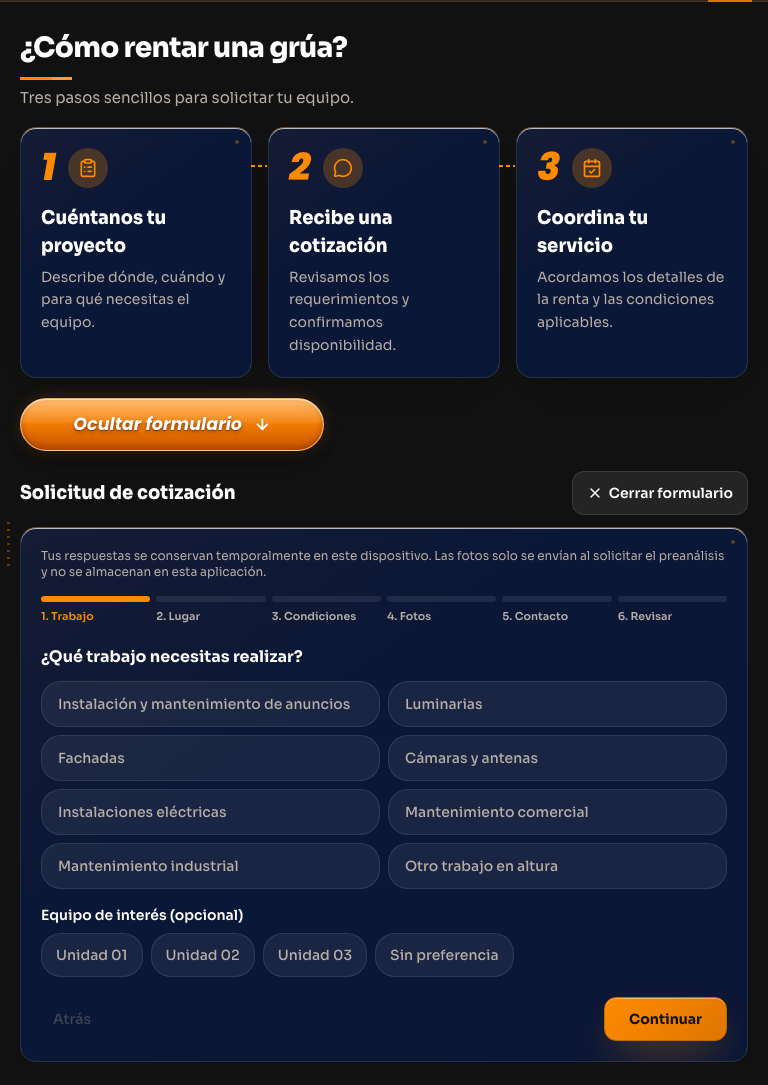 ¿Cómo rentar una grúa?
Tres pasos sencillos para solicitar tu equipo.
1
Cuéntanos tu
proyecto
Describe dónde, cuándo y
para qué necesitas el
equipo.
2
Recibe una
cotización
Revisamos los
requerimientos y
confirmamos
disponibilidad.
3
Coordina tu
servicio
Acordamos los detalles de
la renta y las condiciones
aplicables.
Ocultar formulario ↓
Solicitud de cotización
× Cerrar formulario
Tus respuestas se conservan temporalmente en este dispositivo. Las fotos solo se envían al solicitar el preanálisis
y no se almacenan en esta aplicación.
1. Trabajo
2. Lugar
3. Condiciones
4. Fotos
5. Contacto
6. Revisar
¿Qué trabajo necesitas realizar?
Instalación y mantenimiento de anuncios
Luminarias
Fachadas
Cámaras y antenas
Instalaciones eléctricas
Mantenimiento comercial
Mantenimiento industrial
Otro trabajo en altura
Equipo de interés (opcional)
Unidad 01
Unidad 02
Unidad 03
Sin preferencia
Atrás
Continuar